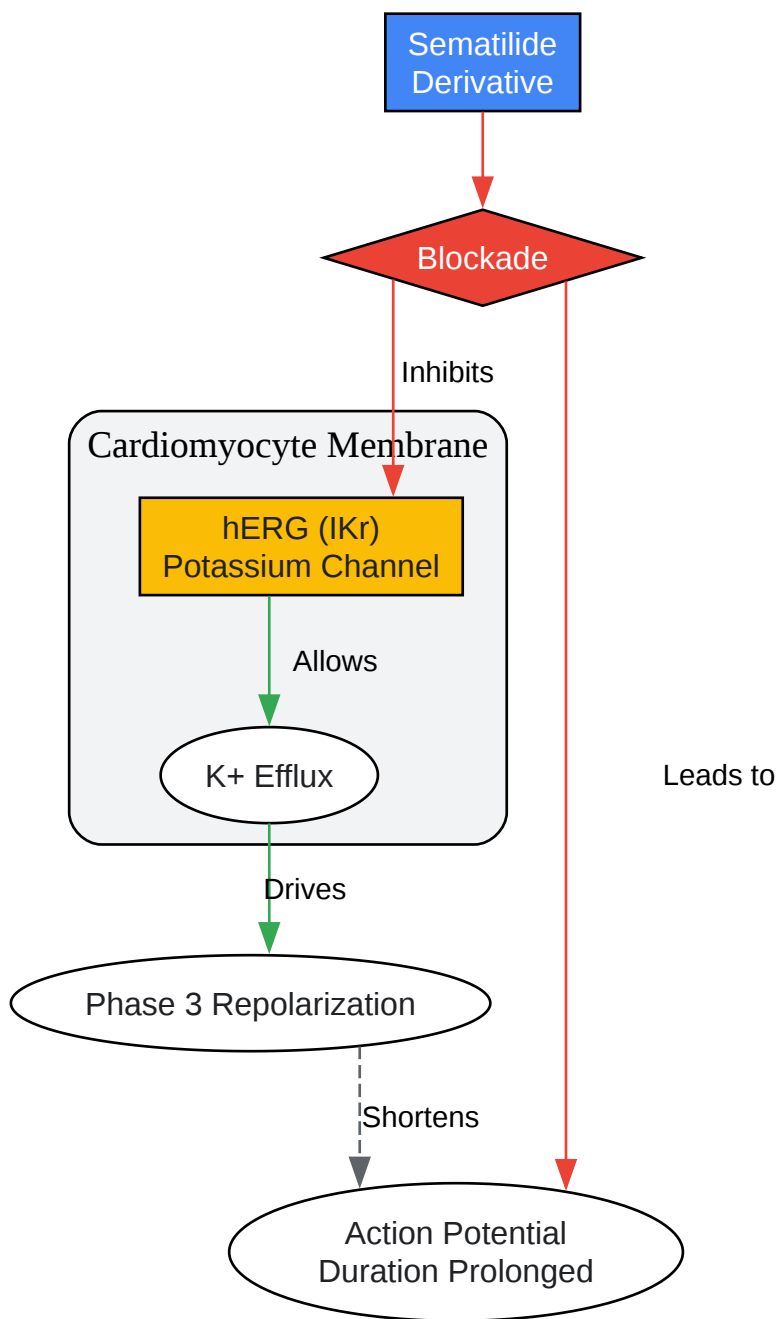 Sematilide
Derivative
Blockade
Inhibits
Cardiomyocyte Membrane
hERG (IKr)
Potassium Channel
Allows
K+ Efflux
Leads to
Drives
Phase 3 Repolarization
Shortens
Action Potential
Duration Prolonged